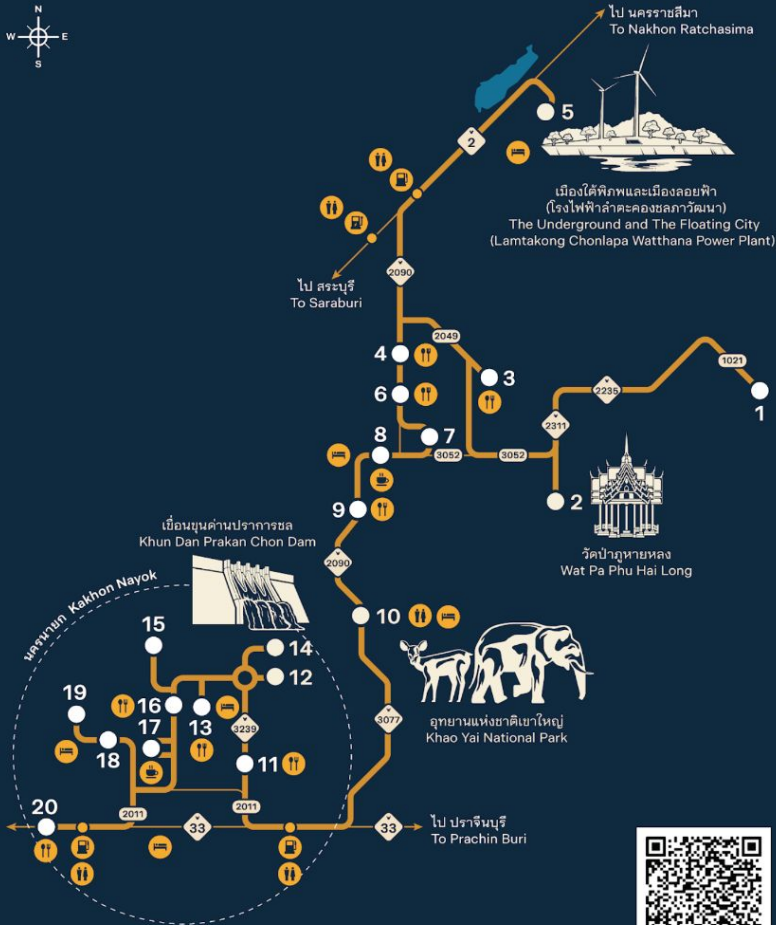 N
W E
S
ไป นครราชสีมา
To Nakhon Ratchasima
5
2
เมืองใต้พิภพและเมืองลอยฟ้า
(โรงไฟฟ้าลำตะคองชลภาวัฒนา)
The Underground and The Floating City
(Lamtakong Chonlapa Watthana Power Plant)
ไป สระบุรี
To Saraburi
2090
2049
4
3
1021
6
2235
1
2311
8
7
3052
3052
2
9
วัดป่าภูหายหลง
Wat Pa Phu Hai Long
เขื่อนขุนด่านปราการชล
Khun Dan Prakan Chon Dam
2090
นครนายก Kakhon Nayok
10
15
14
12
19
16
13
อุทยานแห่งชาติเขาใหญ่
Khao Yai National Park
3239
3077
17
18
11
20
2011
2011
33
33
ไป ปราจีนบุรี
To Prachin Buri